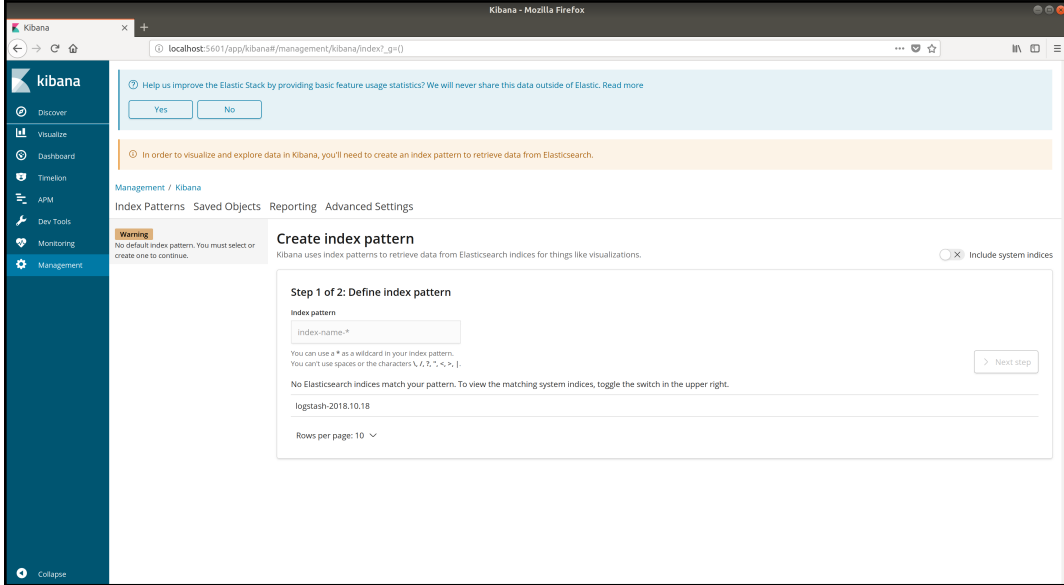 Kibana - Mozilla Firefox
Kibana
localhost:5601/app/kibana#/management/kibana/index?_g=()
kibana
Discover
Visualize
Dashboard
Timelion
APM
Dev Tools
Monitoring
Management
Collapse
Help us improve the Elastic Stack by providing basic feature usage statistics? We will never share this data outside of Elastic. Read more
Yes No
In order to visualize and explore data in Kibana, you'll need to create an index pattern to retrieve data from Elasticsearch.
Management / Kibana
Index Patterns Saved Objects Reporting Advanced Settings
Warning
No default index pattern. You must select or
create one to continue.
Create index pattern
Kibana uses index patterns to retrieve data from Elasticsearch indices for things like visualizations.
Include system indices
Step 1 of 2: Define index pattern
Index pattern
index-name-*
You can use a * as a wildcard in your index pattern.
You can't use spaces or the characters \, /, ?, ", <, >, |.
Next step
No Elasticsearch indices match your pattern. To view the matching system indices, toggle the switch in the upper right.
logstash-2018.10.18
Rows per page: 10